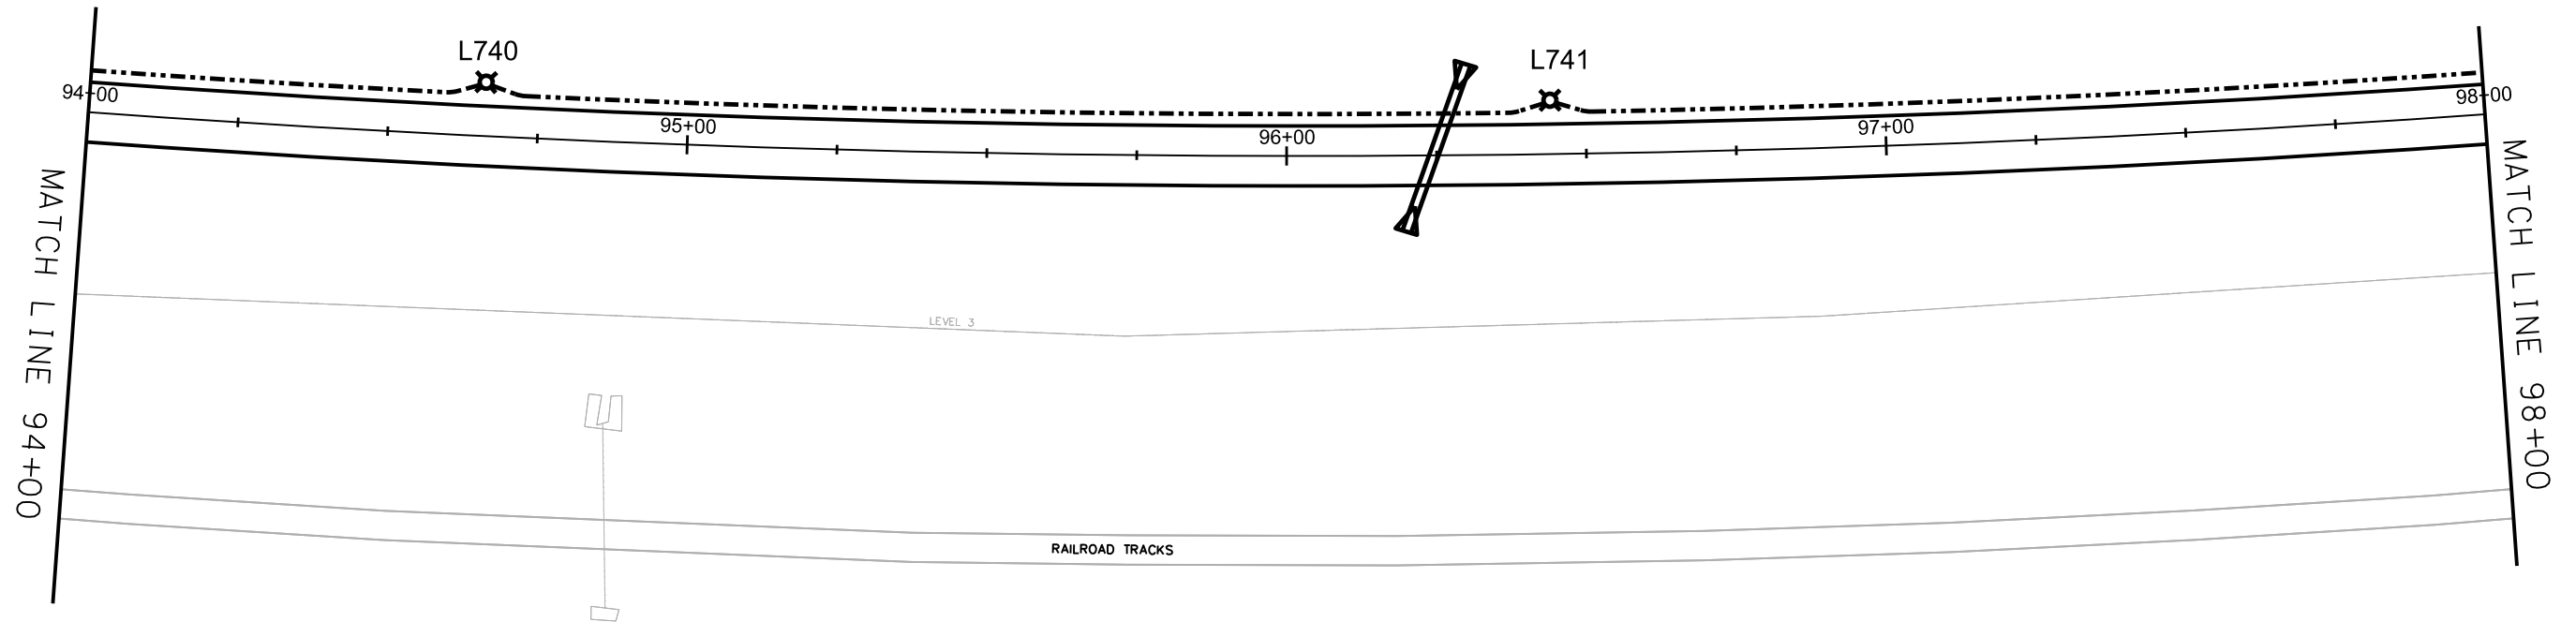 L740
L741
94+00
95+00
96+00
97+00
98+00
MATCH LINE 94+00
MATCH LINE 98+00
LEVEL 3
RAILROAD TRACKS